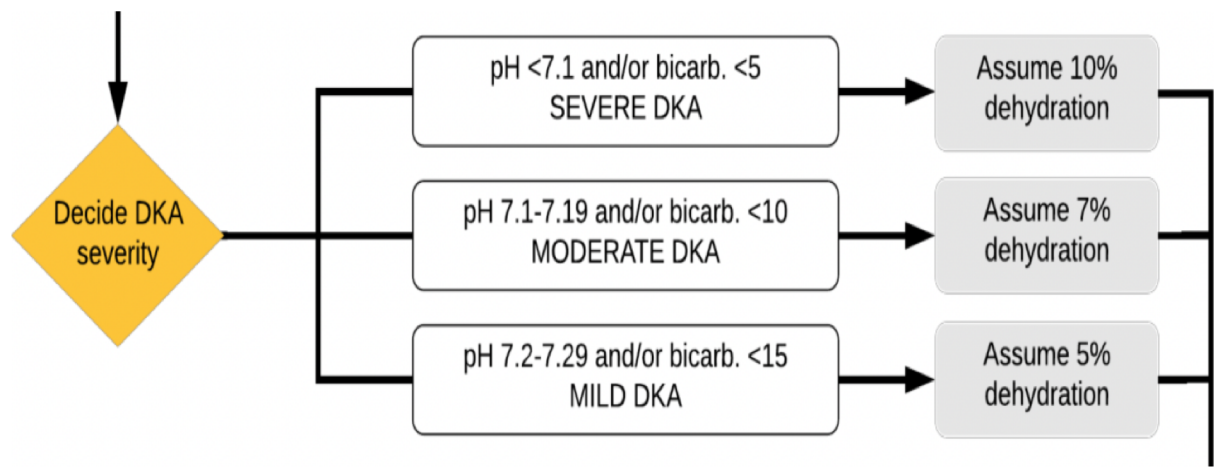 Decide DKA
severity
pH <7.1 and/or bicarb. <5
SEVERE DKA
Assume 10%
dehydration
pH 7.1-7.19 and/or bicarb. <10
MODERATE DKA
Assume 7%
dehydration
pH 7.2-7.29 and/or bicarb. <15
MILD DKA
Assume 5%
dehydration